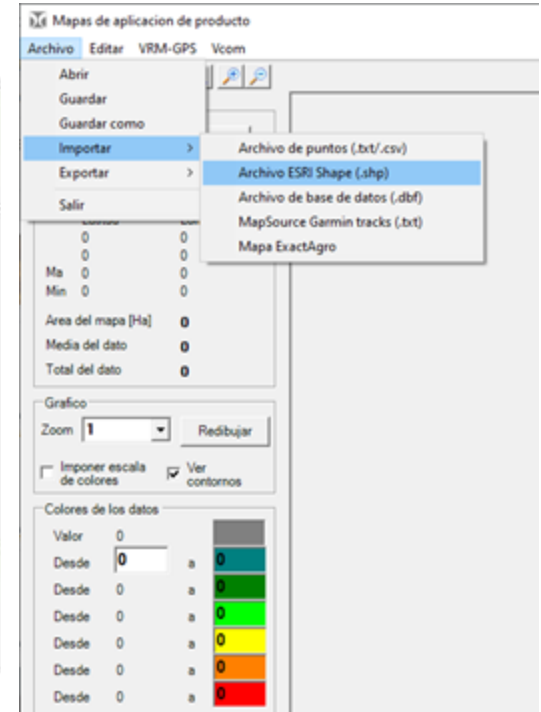 Mapas de aplicacion de producto
Archivo Editar VRM-GPS Vcom
Abrir
Guardar
Guardar como
Importar >
Exportar >
Salir
Archivo de puntos (.txt/.csv)
Archivo ESRI Shape (.shp)
Archivo de base de datos (.dbf)
MapSource Garmin tracks (.txt)
Mapa ExactAgro
0 0
0 0
Ma 0 0
Min 0 0
Area del mapa [Ha] 0
Media del dato 0
Total del dato 0
Grafico
Zoom 1 Redibujar
Imponer escala de colores Ver contornos
Colores de los datos
Valor 0
Desde 0 a 0
Desde 0 a 0
Desde 0 a 0
Desde 0 a 0
Desde 0 a 0
Desde 0 a 0